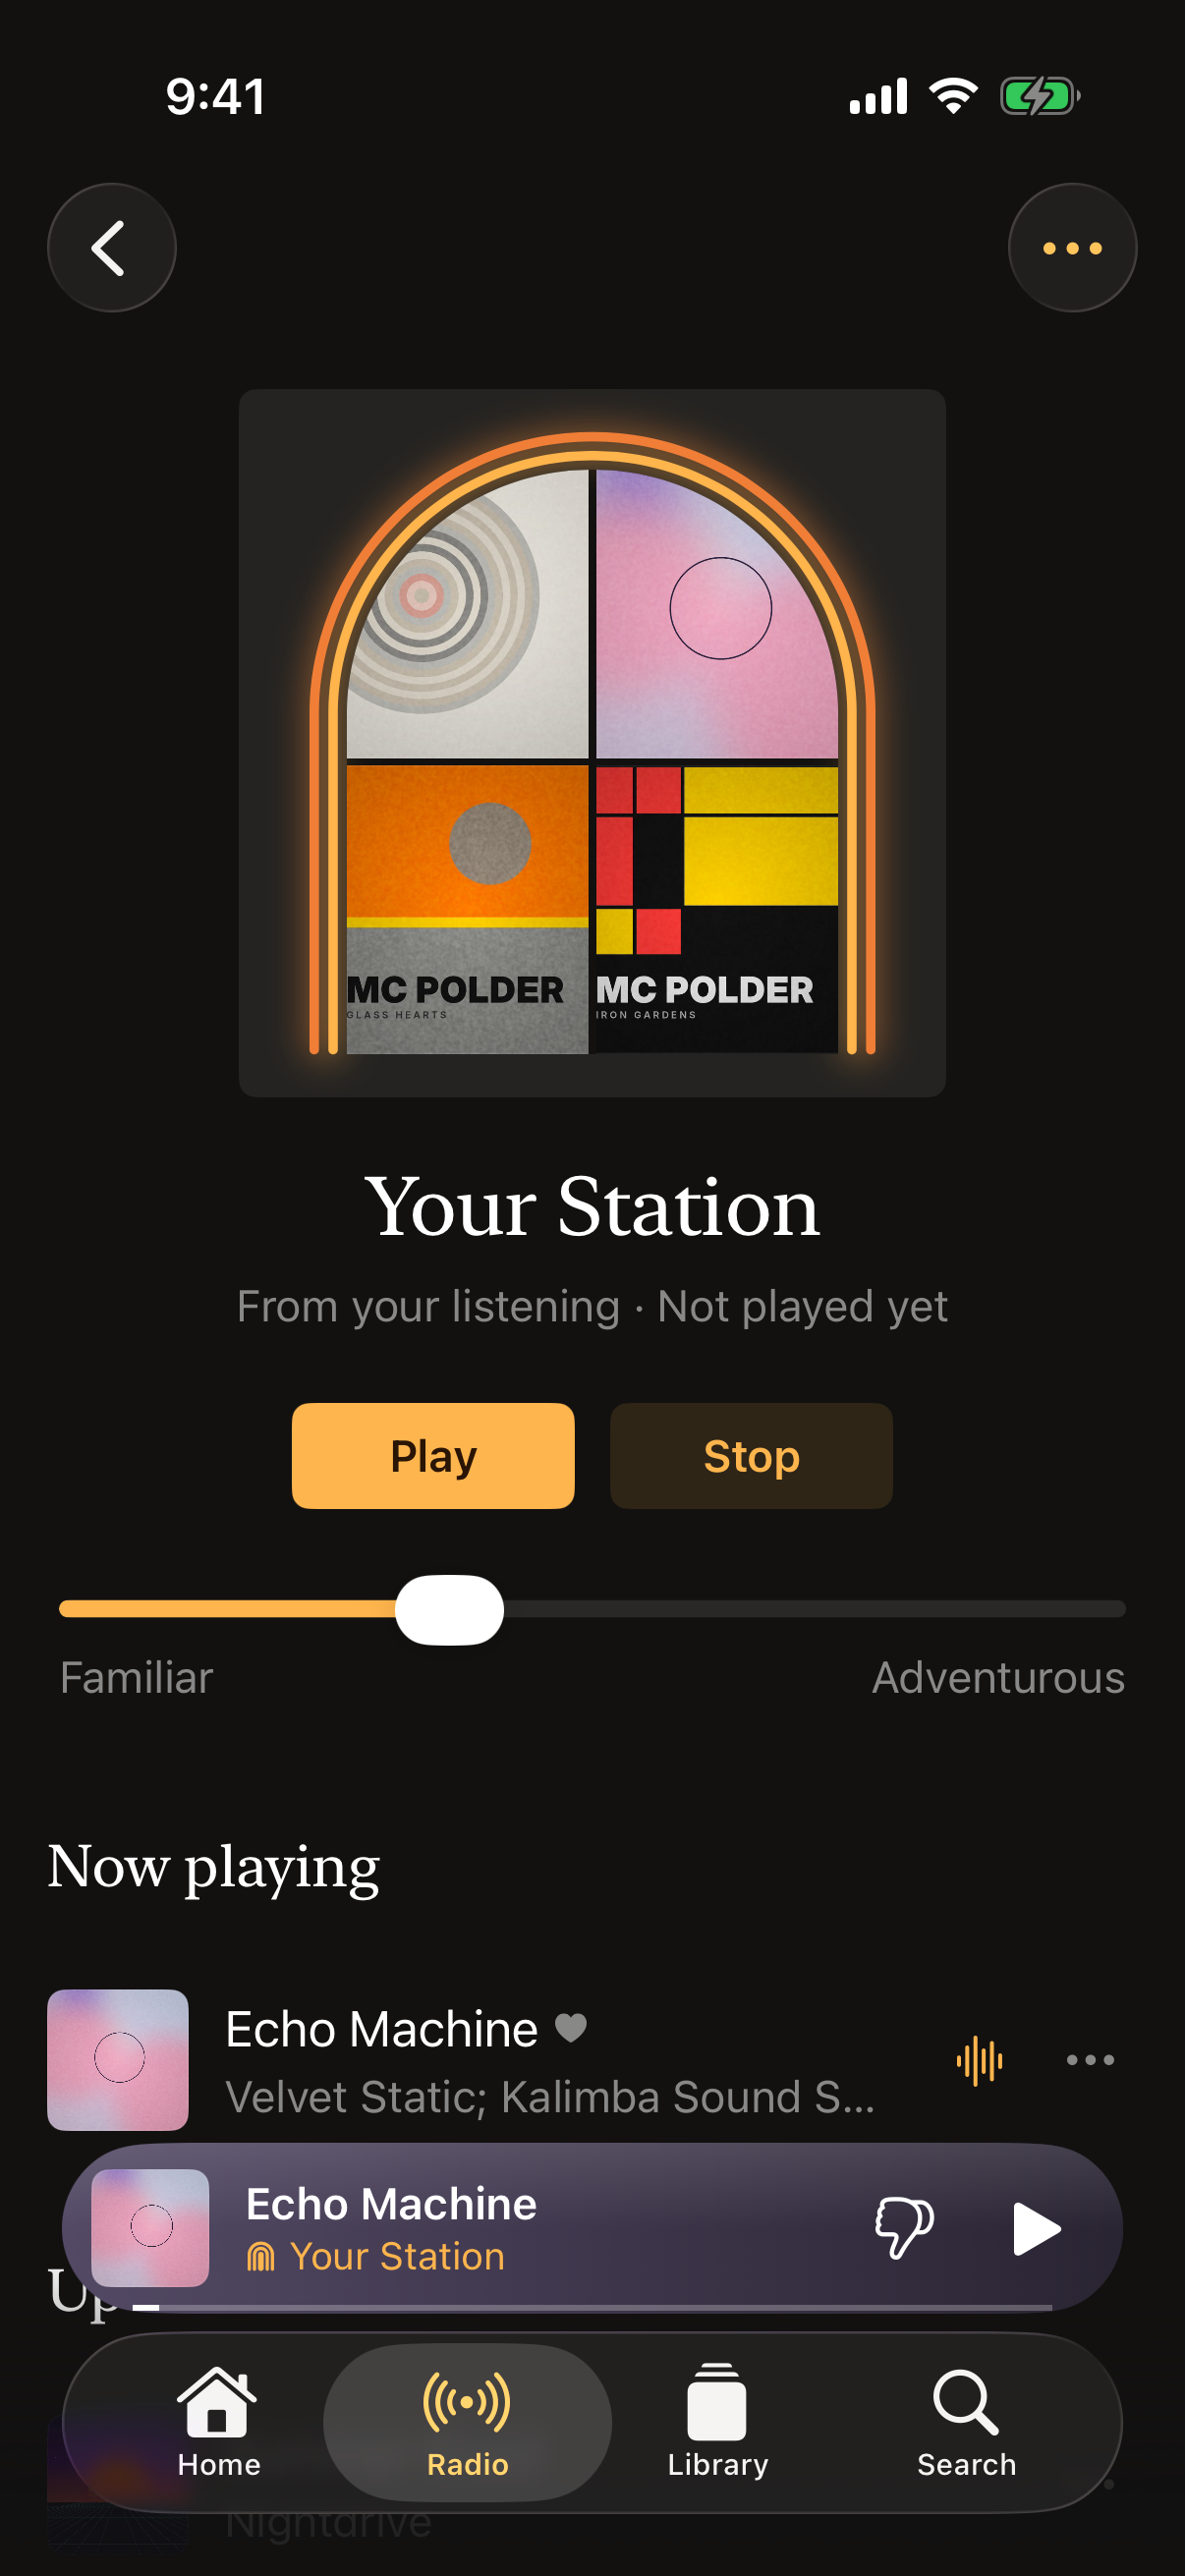 9:41
MC POLDER
GLASS HEARTS
MC POLDER
IRON GARDENS
Your Station
From your listening · Not played yet
Play
Stop
Familiar
Adventurous
Now playing
Echo Machine
Velvet Static; Kalimba Sound S...
Echo Machine
Your Station
Up
Home
Radio
Library
Search
Nightdrive